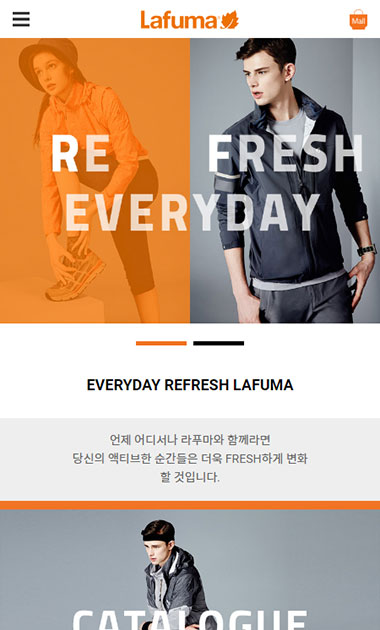 Lafuma
Mall
RE FRESH
EVERYDAY
EVERYDAY REFRESH LAFUMA
언제 어디서나 라푸마와 함께라면
당신의 액티브한 순간들은 더욱 FRESH하게 변화
할 것입니다.
CATALOGUE